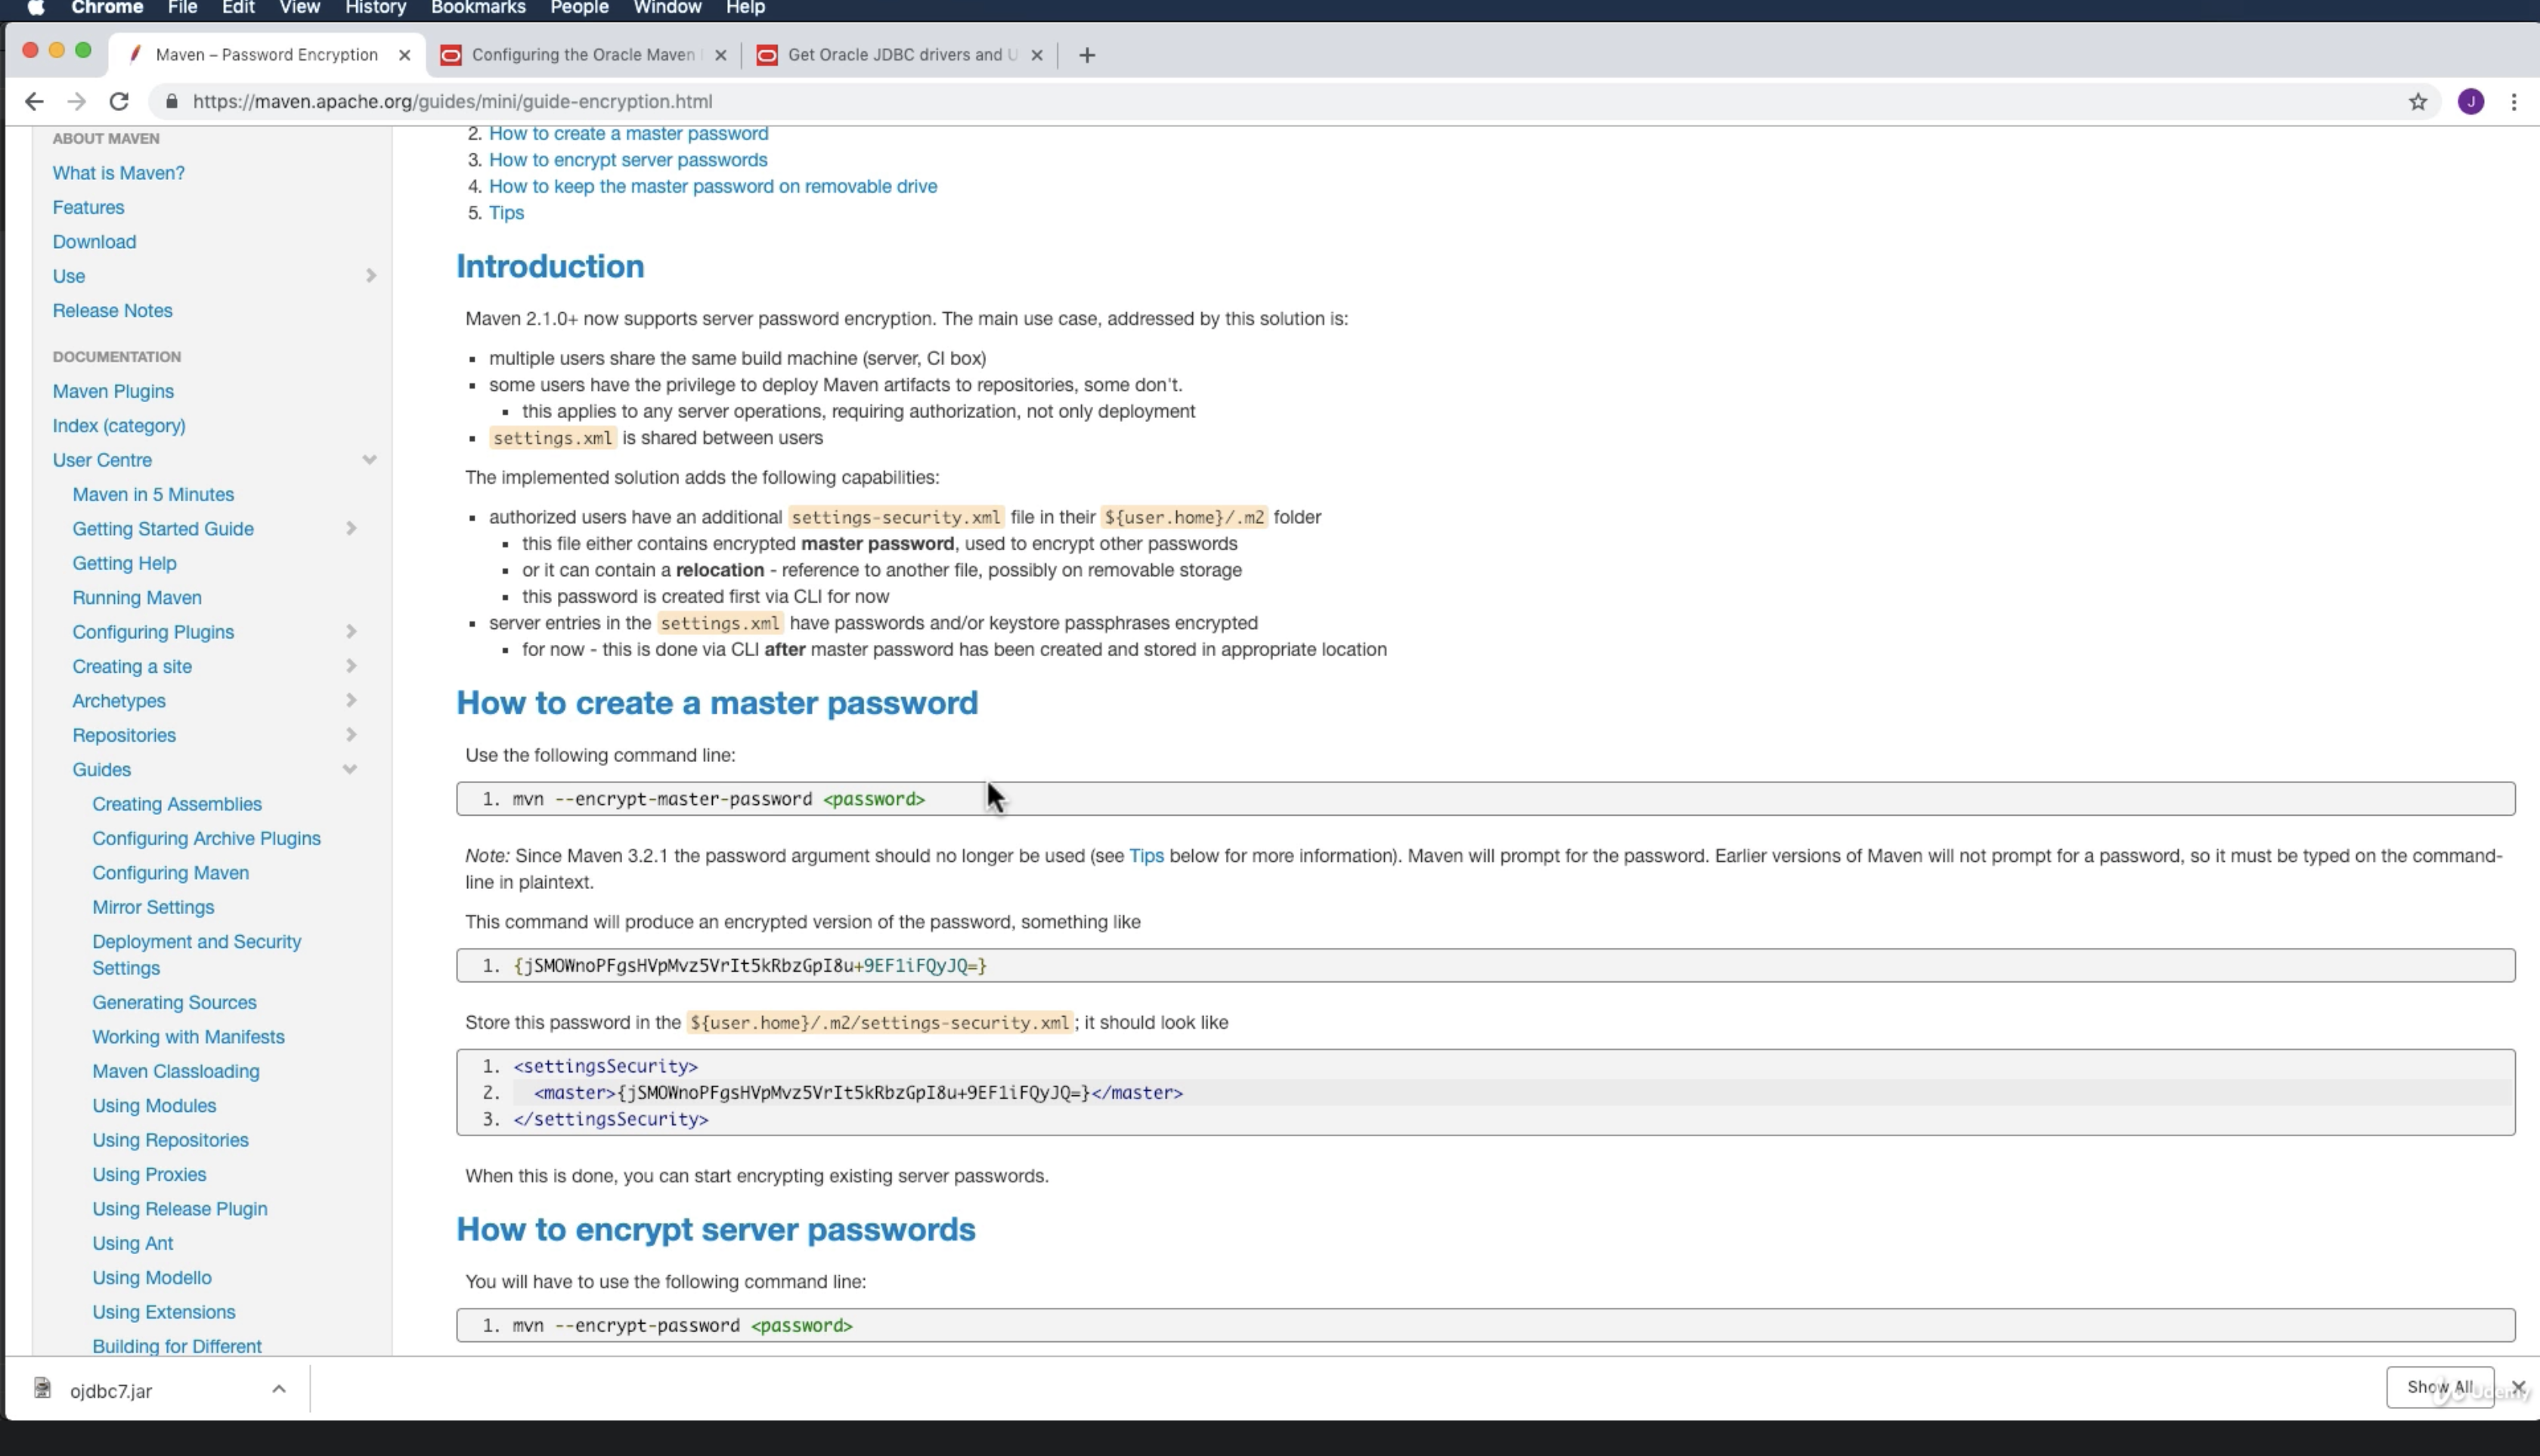 Chrome File Edit View History Bookmarks People Window Help
Maven – Password Encryption
Configuring the Oracle Maven
Get Oracle JDBC drivers and U
https://maven.apache.org/guides/mini/guide-encryption.html
J
ABOUT MAVEN
What is Maven?
Features
Download
Use
Release Notes
DOCUMENTATION
Maven Plugins
Index (category)
User Centre
Maven in 5 Minutes
Getting Started Guide
Getting Help
Running Maven
Configuring Plugins
Creating a site
Archetypes
Repositories
Guides
Creating Assemblies
Configuring Archive Plugins
Configuring Maven
Mirror Settings
Deployment and Security
Settings
Generating Sources
Working with Manifests
Maven Classloading
Using Modules
Using Repositories
Using Proxies
Using Release Plugin
Using Ant
Using Modello
Using Extensions
Building for Different
2. How to create a master password
3. How to encrypt server passwords
4. How to keep the master password on removable drive
5. Tips
Introduction
Maven 2.1.0+ now supports server password encryption. The main use case, addressed by this solution is:
▪ multiple users share the same build machine (server, CI box)
▪ some users have the privilege to deploy Maven artifacts to repositories, some don't.
▪ this applies to any server operations, requiring authorization, not only deployment
▪ settings.xml is shared between users
The implemented solution adds the following capabilities:
▪ authorized users have an additional settings-security.xml file in their ${user.home}/.m2 folder
▪ this file either contains encrypted master password, used to encrypt other passwords
▪ or it can contain a relocation - reference to another file, possibly on removable storage
▪ this password is created first via CLI for now
▪ server entries in the settings.xml have passwords and/or keystore passphrases encrypted
▪ for now - this is done via CLI after master password has been created and stored in appropriate location
How to create a master password
Use the following command line:
1. mvn --encrypt-master-password <password>
Note: Since Maven 3.2.1 the password argument should no longer be used (see Tips below for more information). Maven will prompt for the password. Earlier versions of Maven will not prompt for a password, so it must be typed on the command-
line in plaintext.
This command will produce an encrypted version of the password, something like
1. {jSMOWnoPFgsHVpMvz5VrIt5kRbzGpI8u+9EF1iFQyJQ=}
Store this password in the ${user.home}/.m2/settings-security.xml; it should look like
1. <settingsSecurity>
2. <master>{jSMOWnoPFgsHVpMvz5VrIt5kRbzGpI8u+9EF1iFQyJQ=}</master>
3. </settingsSecurity>
When this is done, you can start encrypting existing server passwords.
How to encrypt server passwords
You will have to use the following command line:
1. mvn --encrypt-password <password>
ojdbc7.jar
Show All
Udemy